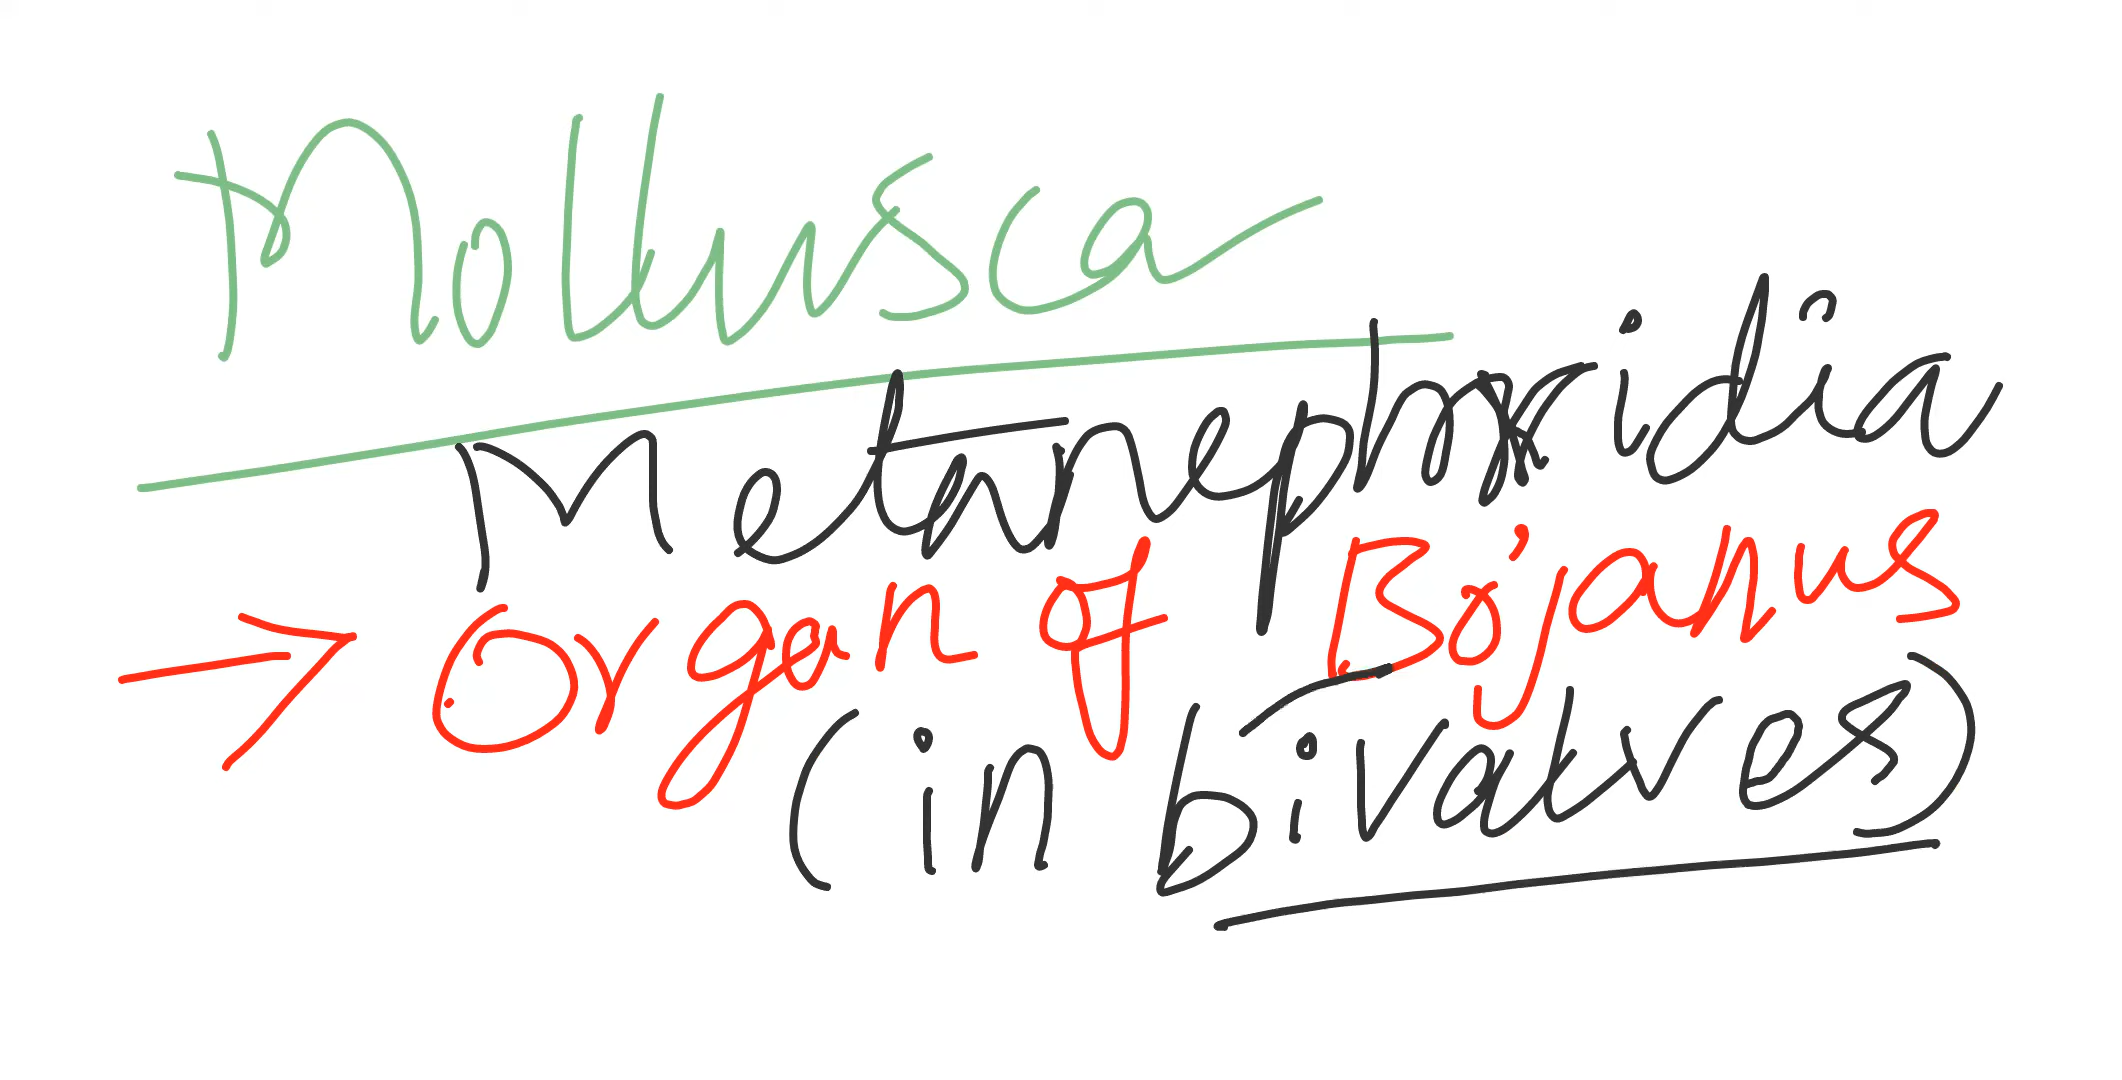 Mollusca
Metanephridia
→ Organ of Bojanus
(in bivalves)